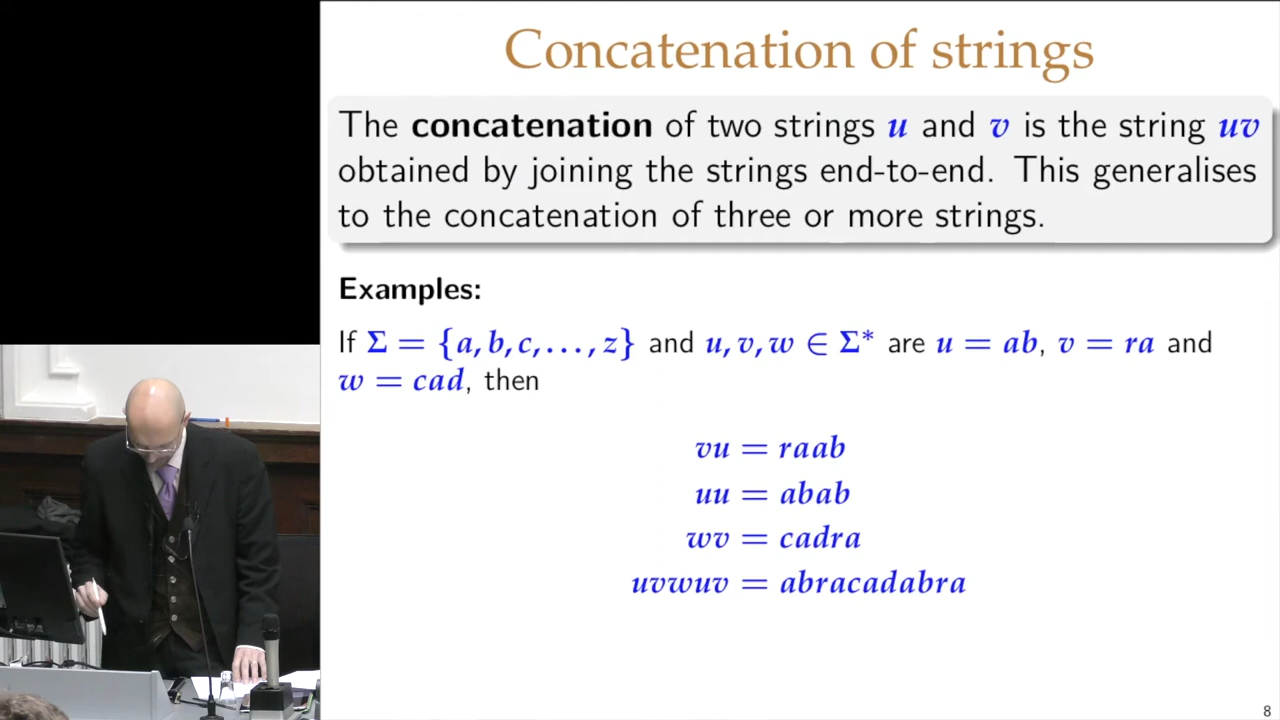 Concatenation of strings
The concatenation of two strings u and v is the string uv
obtained by joining the strings end-to-end. This generalises
to the concatenation of three or more strings.
Examples:
If Σ = {a, b, c, . . . , z} and u, v, w ∈ Σ* are u = ab, v = ra and
w = cad, then
vu = raab
uu = abab
wv = cadra
uvwuv = abracadabra
8